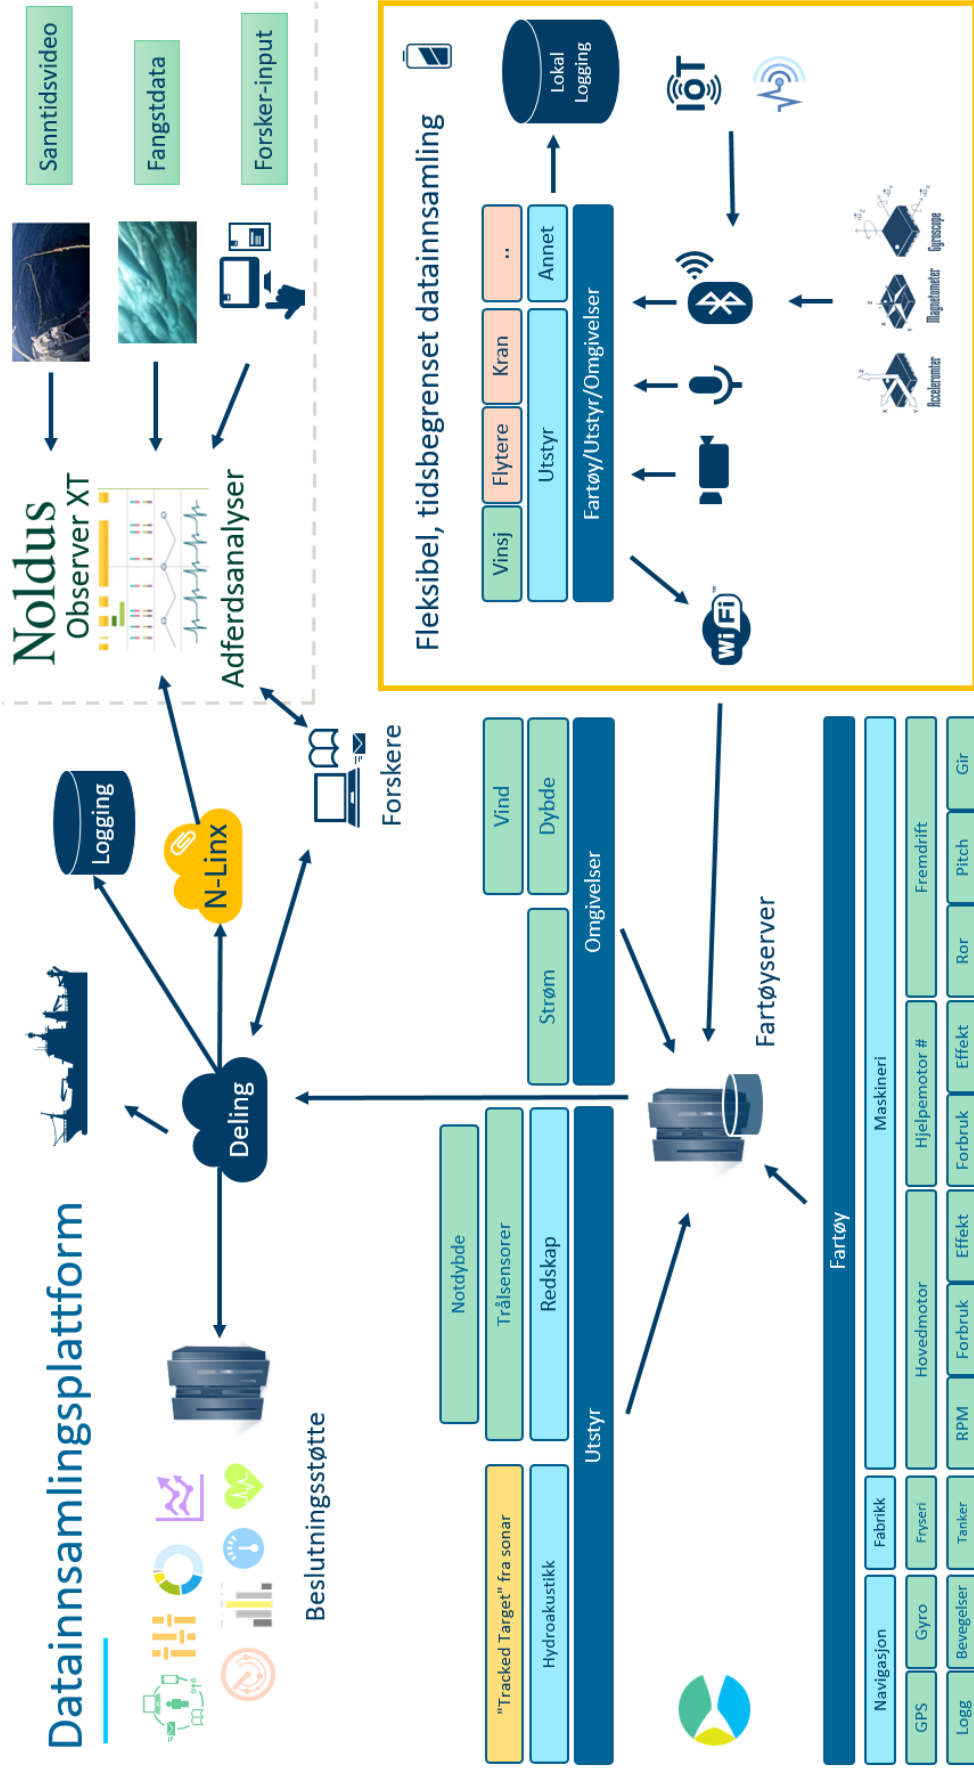 Datainnsamlingsplattform
Beslutningsstøtte
Deling
Logging
N-Linx
Forskere
Noldus
Observer XT
Adferdsanalyser
Sanntidsvideo
Fangstdata
Forsker-input
"Tracked Target" fra sonar
Hydroakustikk
Notdybde
Trålsensorer
Redskap
Utstyr
Strøm
Vind
Dybde
Omgivelser
Fartøyserver
Fartøy
Navigasjon
Fabrikk
Maskineri
GPS
Gyro
Fryseri
Hovedmotor
Hjelpemotor #
Fremdrift
Logg
Bevegelser
Tanker
RPM
Forbruk
Effekt
Forbruk
Effekt
Ror
Pitch
Gir
Fleksibel, tidsbegrenset datainnsamling
Vinsj
Flytere
Kran
..
Utstyr
Annet
Fartøy/Utstyr/Omgivelser
Lokal
Logging
IoT
WiFi
™
Accelerometer
Magnetometer
Gyroscope